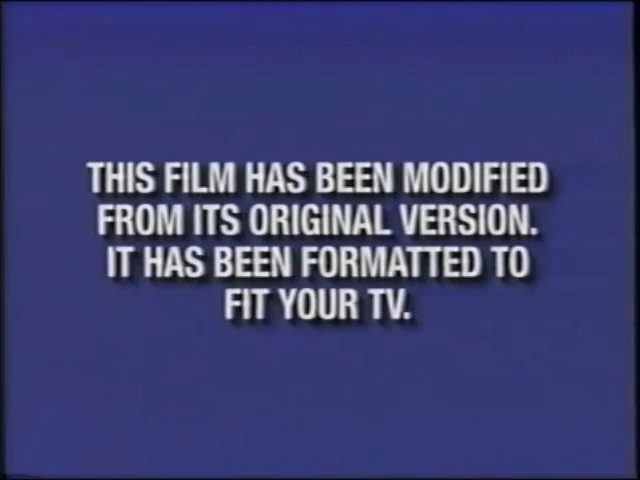 THIS FILM HAS BEEN MODIFIED
FROM ITS ORIGINAL VERSION.
IT HAS BEEN FORMATTED TO
FIT YOUR TV.